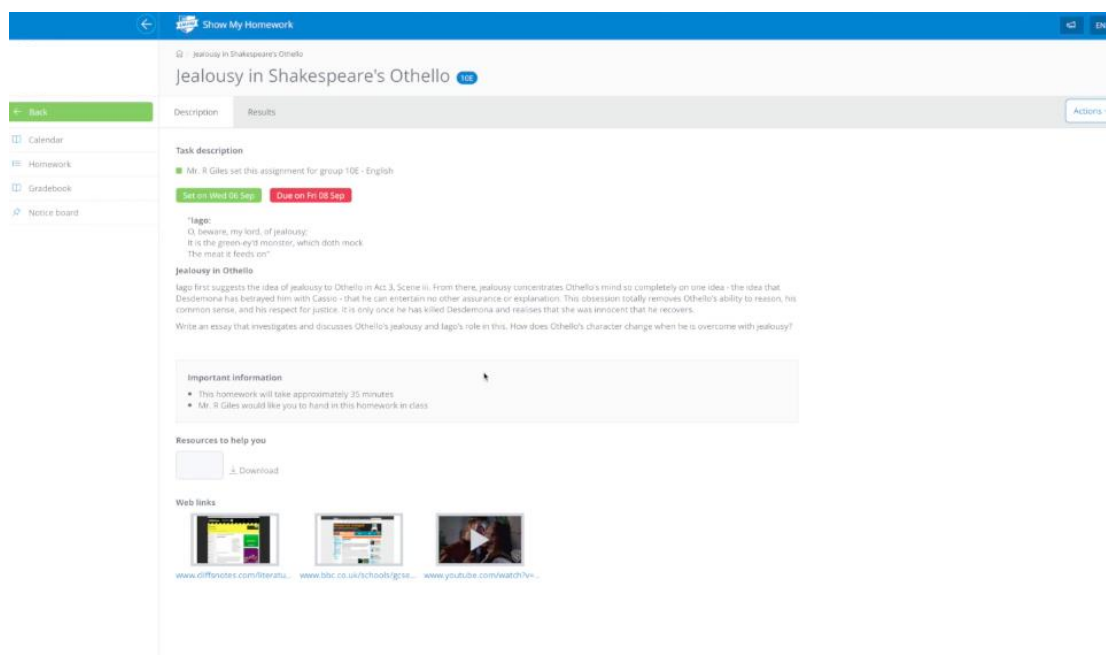 Show My Homework
EN
Jealousy in Shakespeare's Othello
Jealousy in Shakespeare's Othello 10E
Back
Description Results
Actions
Calendar
Homework
Gradebook
Notice board
Task description
Mr. R Giles set this assignment for group 10E - English
Set on Wed 06 Sep Due on Fri 08 Sep
"Iago:
O, beware, my lord, of jealousy;
It is the green-ey'd monster, which doth mock
The meat it feeds on"
Jealousy in Othello
Iago first suggests the idea of jealousy to Othello in Act 3, Scene iii. From there, jealousy concentrates Othello's mind so completely on one idea - the idea that
Desdemona has betrayed him with Cassio - that he can entertain no other assurance or explanation. This obsession totally removes Othello's ability to reason, his
common sense, and his respect for justice. It is only once he has killed Desdemona and realises that she was innocent that he recovers.
Write an essay that investigates and discusses Othello's jealousy and Iago's role in this. How does Othello's character change when he is overcome with jealousy?
Important information
This homework will take approximately 35 minutes
Mr. R Giles would like you to hand in this homework in class
Resources to help you
Download
Web links
www.cliffsnotes.com/literatu... www.bbc.co.uk/schools/gcse... www.youtube.com/watch?v=...